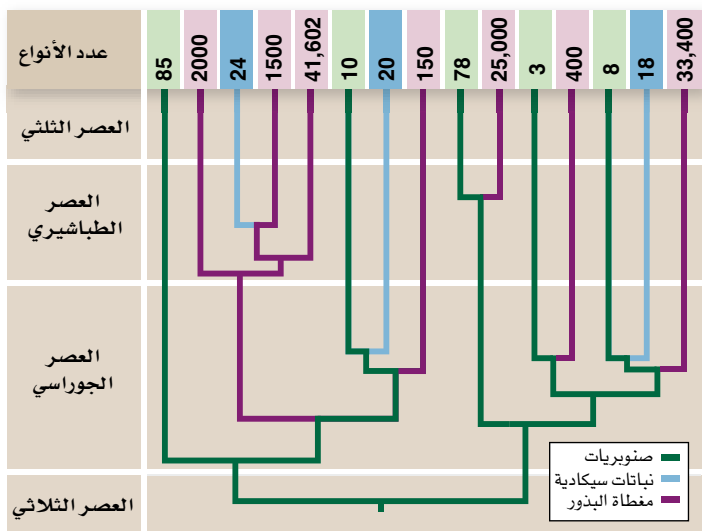 عدد الأنواع
85 2000 24 1500 41,602 10 20 150 78 25,000 3 400 8 18 33,400
العصر الثلثي
العصر
الطباشيري
العصر
الجوراسي
العصر الثلاثي
صنوبريات
نباتات سيكادية
مغطاة البذور